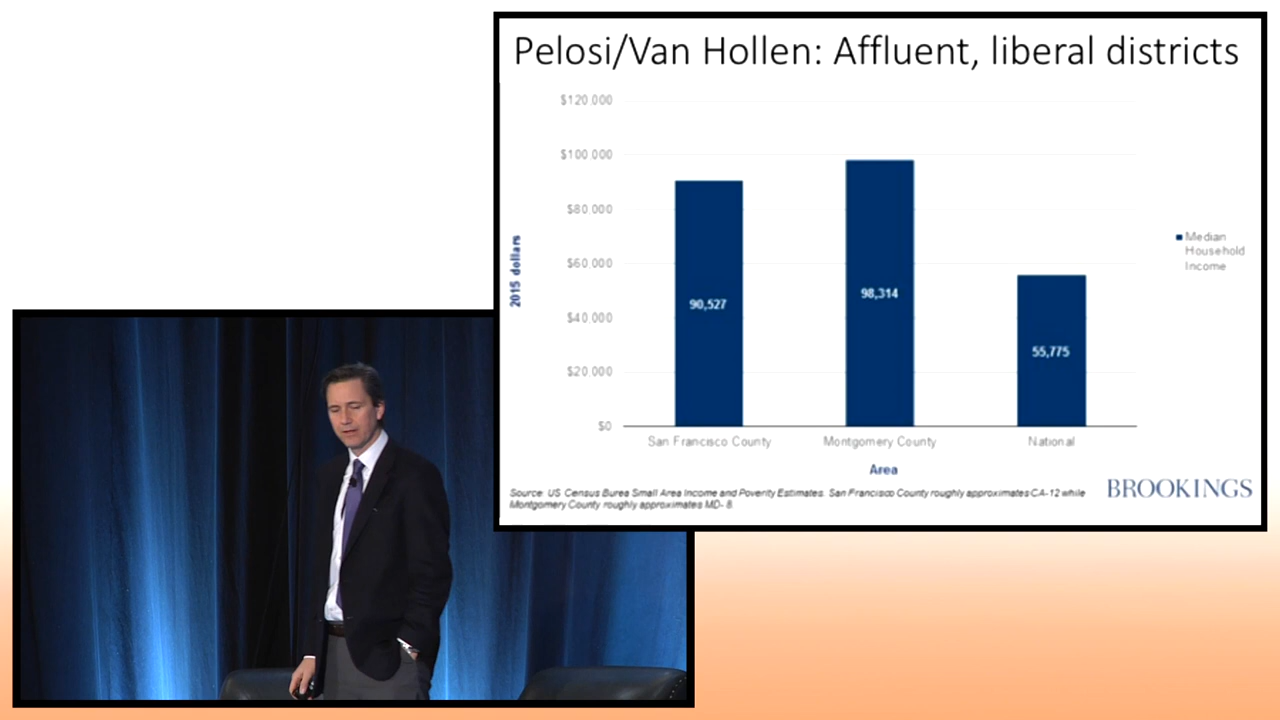 Pelosi/Van Hollen: Affluent, liberal districts
$120 000
$100 000
$80 000
$60 000
$40 000
$20 000
$0
2015 dollars
90,527
98,314
55,775
San Francisco County
Montgomery County
National
Area
Median
Household
Income
Source: US Census Burea Small Area Income and Poverty Estimates. San Francisco County roughly approximates CA-12 while
Montgomery County roughly approximates MD- 8.
BROOKINGS